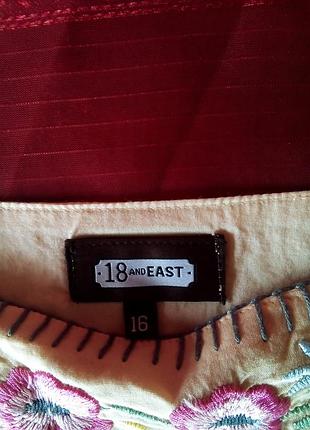 ·18 AND EAST·
16